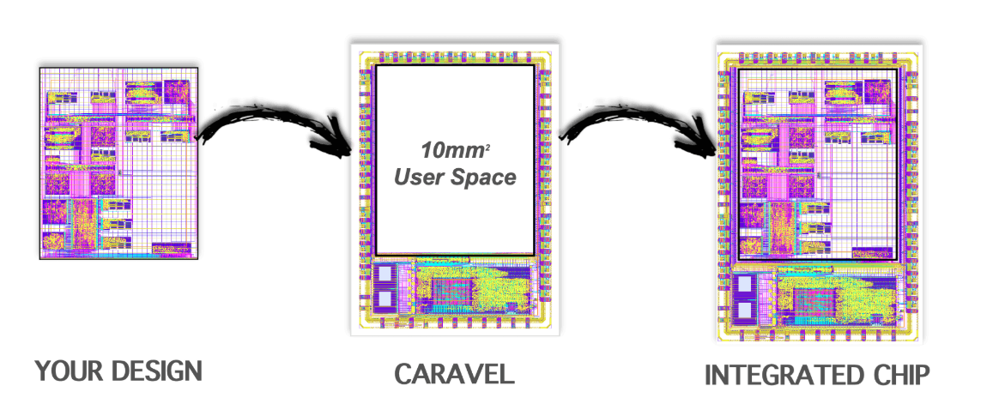 10mm²
User Space
YOUR DESIGN
CARAVEL
INTEGRATED CHIP